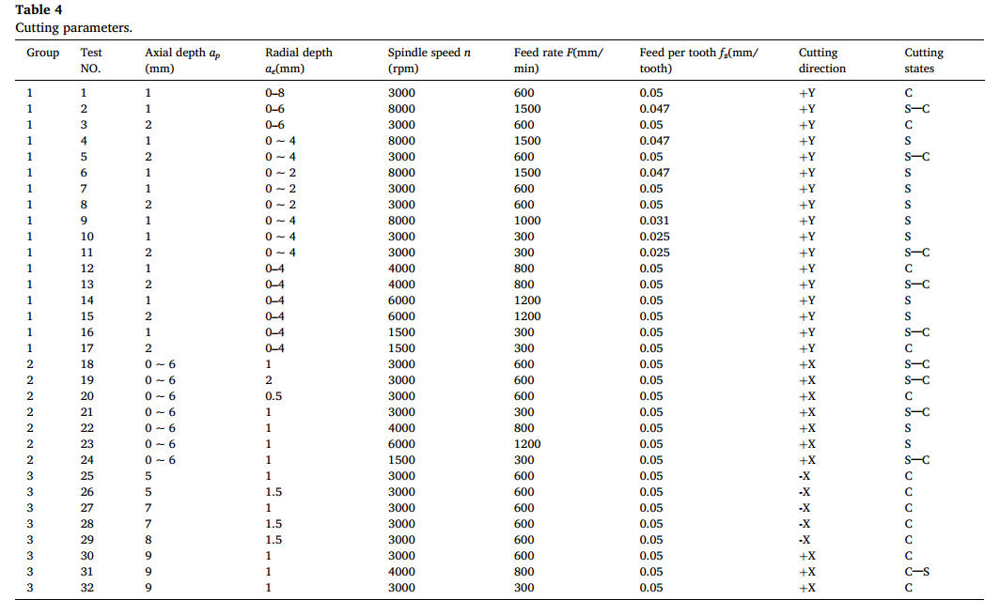 Table 4
Cutting parameters.
Group Test NO. Axial depth ap (mm) Radial depth ae(mm) Spindle speed n (rpm) Feed rate F(mm/min) Feed per tooth fz(mm/tooth) Cutting direction Cutting states
1 1 1 0–8 3000 600 0.05 +Y C
1 2 1 0–6 8000 1500 0.047 +Y S—C
1 3 2 0–6 3000 600 0.05 +Y C
1 4 1 0 ~ 4 8000 1500 0.047 +Y S
1 5 2 0 ~ 4 3000 600 0.05 +Y S—C
1 6 1 0 ~ 2 8000 1500 0.047 +Y S
1 7 1 0 ~ 2 3000 600 0.05 +Y S
1 8 2 0 ~ 2 3000 600 0.05 +Y S
1 9 1 0 ~ 4 8000 1000 0.031 +Y S
1 10 1 0 ~ 4 3000 300 0.025 +Y S
1 11 2 0 ~ 4 3000 300 0.025 +Y S—C
1 12 1 0–4 4000 800 0.05 +Y C
1 13 2 0–4 4000 800 0.05 +Y S—C
1 14 1 0–4 6000 1200 0.05 +Y S
1 15 2 0–4 6000 1200 0.05 +Y S
1 16 1 0–4 1500 300 0.05 +Y S—C
1 17 2 0–4 1500 300 0.05 +Y C
2 18 0 ~ 6 1 3000 600 0.05 +X S—C
2 19 0 ~ 6 2 3000 600 0.05 +X S—C
2 20 0 ~ 6 0.5 3000 600 0.05 +X C
2 21 0 ~ 6 1 3000 300 0.05 +X S—C
2 22 0 ~ 6 1 4000 800 0.05 +X S
2 23 0 ~ 6 1 6000 1200 0.05 +X S
2 24 0 ~ 6 1 1500 300 0.05 +X S—C
3 25 5 1 3000 600 0.05 -X C
3 26 5 1.5 3000 600 0.05 -X C
3 27 7 1 3000 600 0.05 -X C
3 28 7 1.5 3000 600 0.05 -X C
3 29 8 1.5 3000 600 0.05 -X C
3 30 9 1 3000 600 0.05 +X C
3 31 9 1 4000 800 0.05 +X C—S
3 32 9 1 3000 300 0.05 +X C